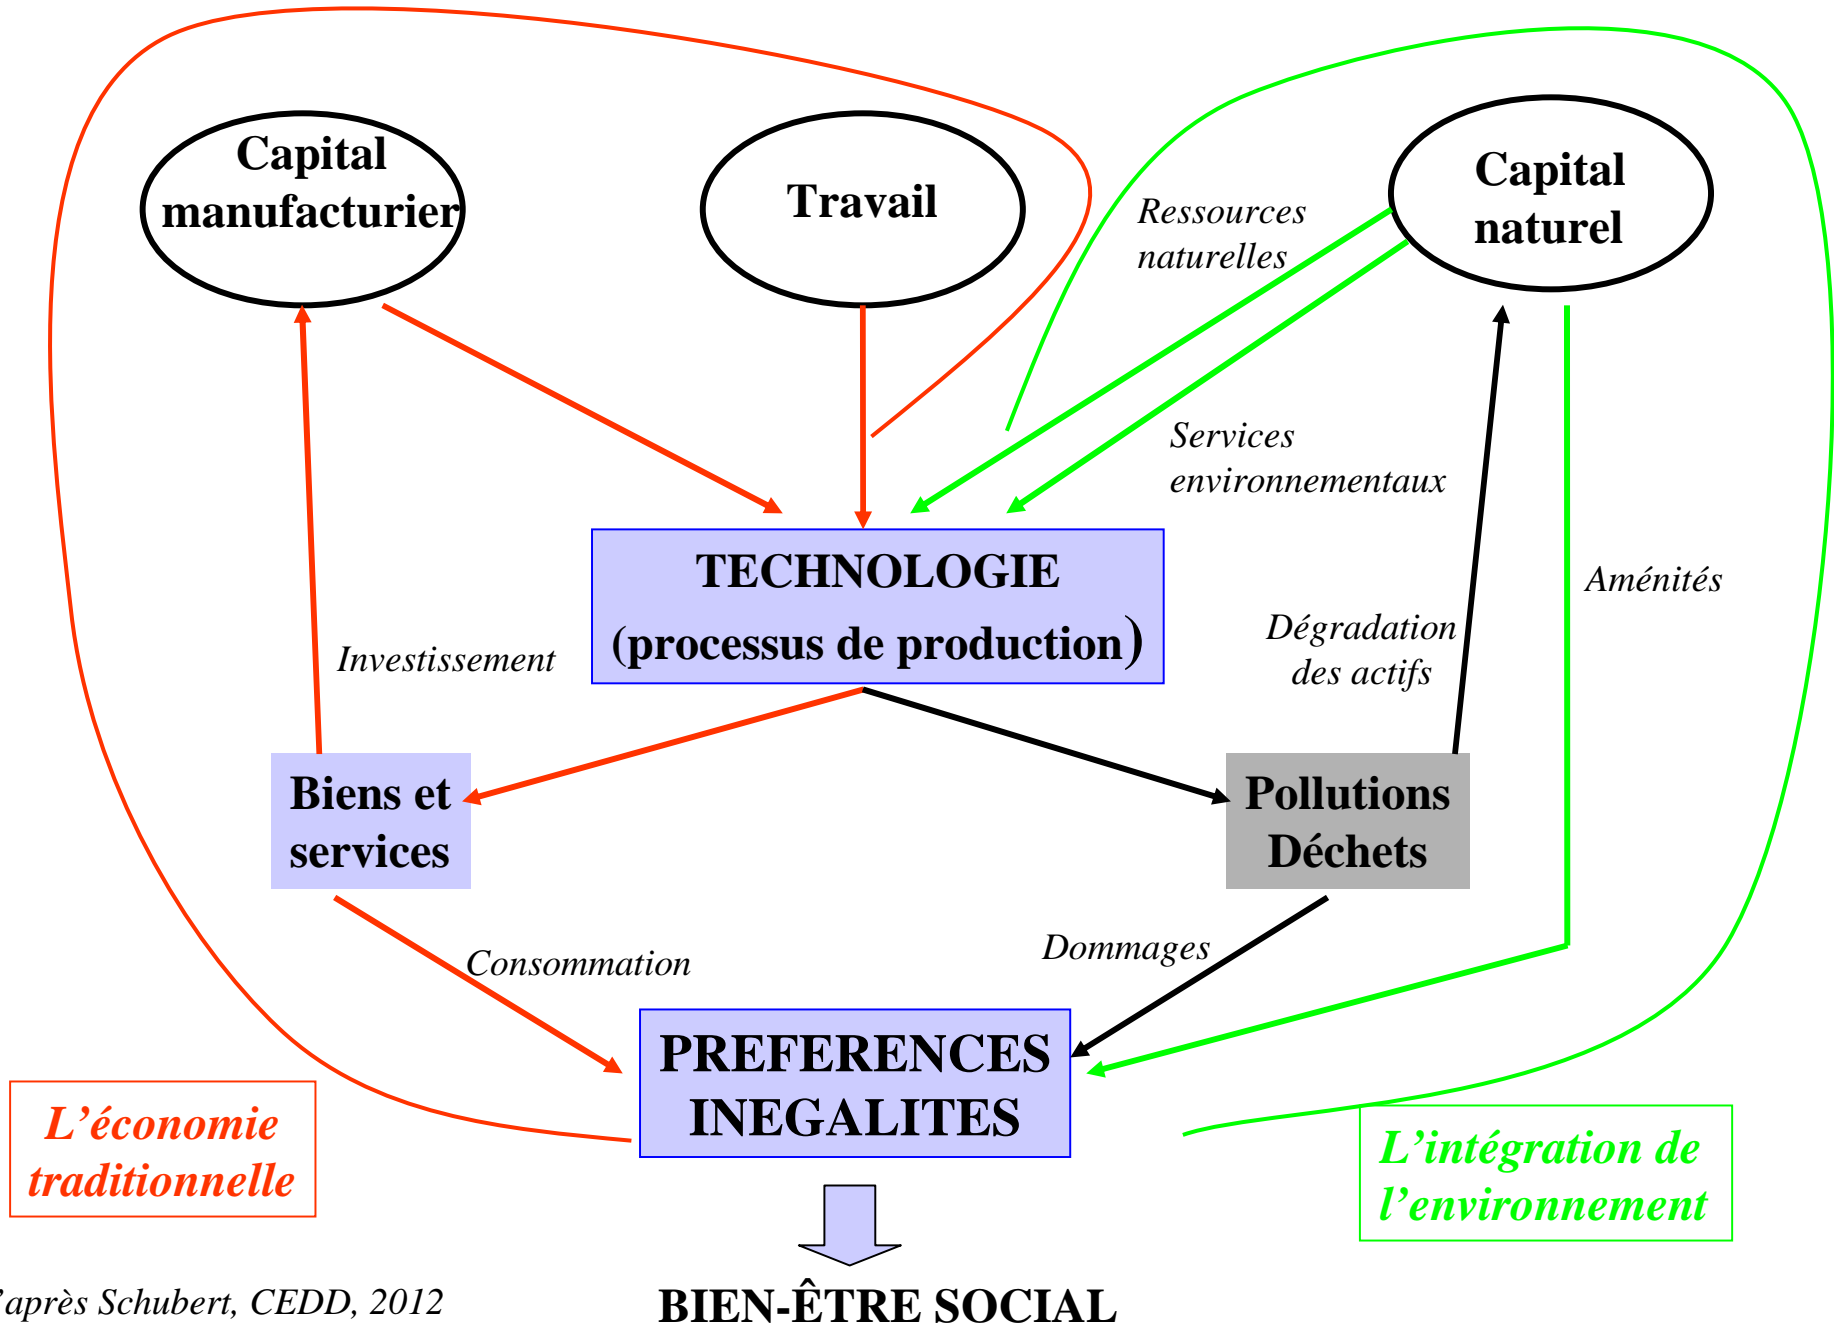 Capital
manufacturier
Travail
Capital
naturel
Ressources
naturelles
Services
environnementaux
TECHNOLOGIE
(processus de production)
Aménités
Dégradation
des actifs
Investissement
Biens et
services
Pollutions
Déchets
Consommation
Dommages
PREFERENCES
INEGALITES
L’économie
traditionnelle
L’intégration de
l’environnement
’après Schubert, CEDD, 2012
BIEN-ÊTRE SOCIAL